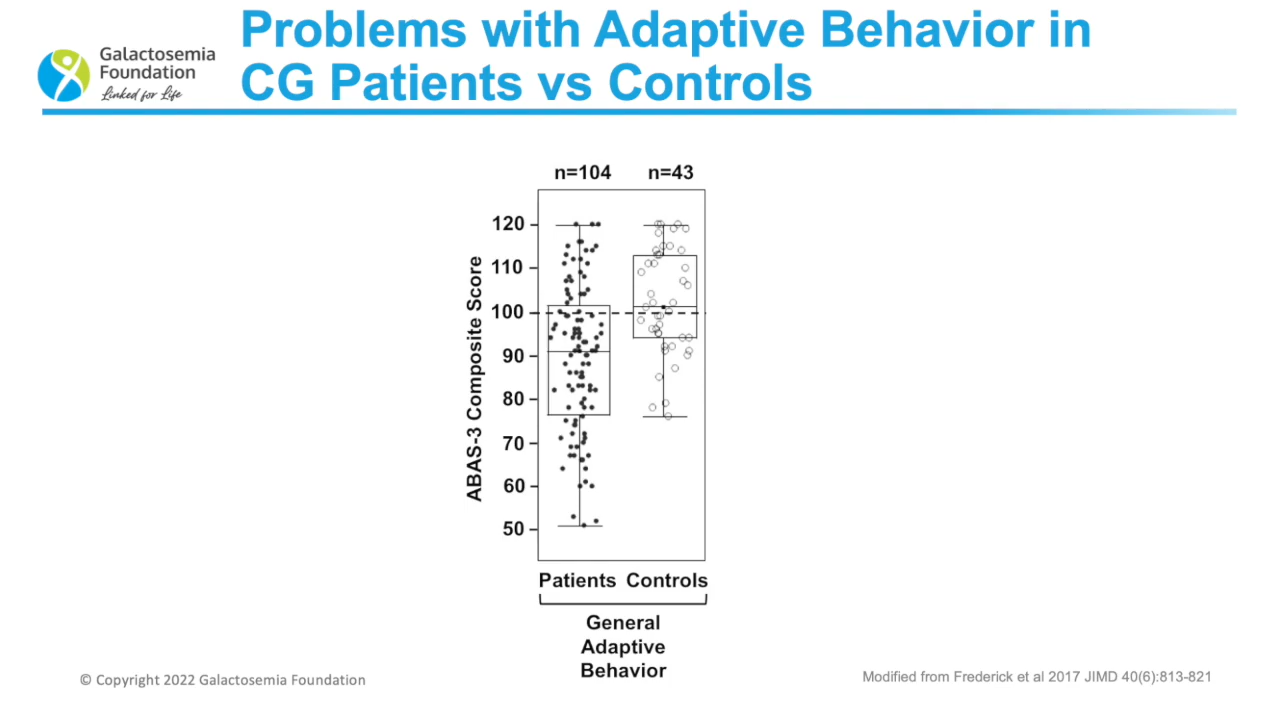 Galactosemia
Foundation
Linked for Life
Problems with Adaptive Behavior in
CG Patients vs Controls
n=104 n=43
ABAS-3 Composite Score
120
110
100
90
80
70
60
50
Patients Controls
General
Adaptive
Behavior
© Copyright 2022 Galactosemia Foundation
Modified from Frederick et al 2017 JIMD 40(6):813-821